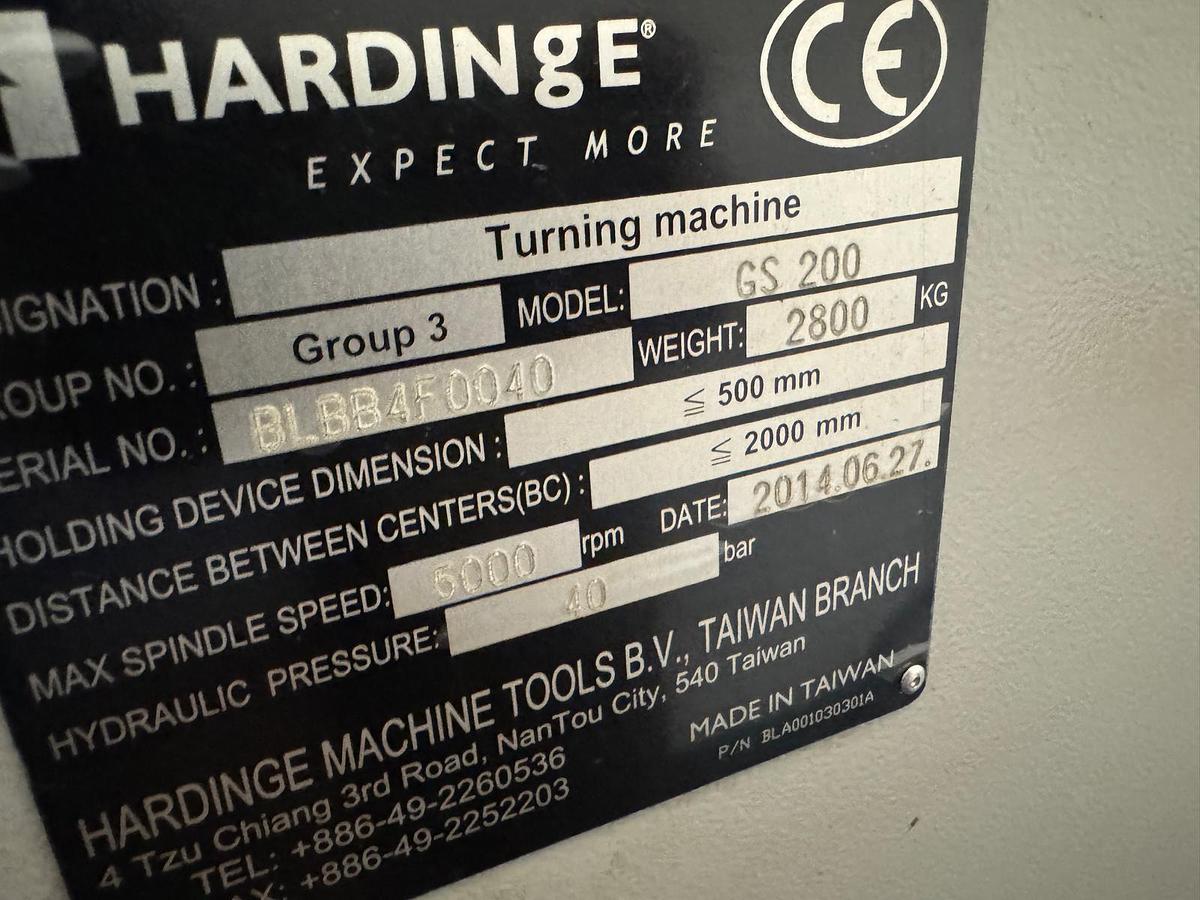 HARDINgE®
CE
EXPECT MORE
IGNATION : Turning machine
OUP NO. : Group 3 MODEL: GS 200
ERIAL NO. : BLBB4F0040 WEIGHT: 2800 KG
HOLDING DEVICE DIMENSION : ≦ 500 mm
DISTANCE BETWEEN CENTERS(BC) : ≦ 2000 mm
MAX SPINDLE SPEED: rpm DATE: 2014.06.27.
HYDRAULIC PRESSURE: 40 bar
HARDINGE MACHINE TOOLS B.V., TAIWAN BRANCH
4 Tzu Chiang 3rd Road, NanTou City, 540 Taiwan
TEL: +886-49-2260536 MADE IN TAIWAN
X: +886-49-2252203 P/N BLA001030301A